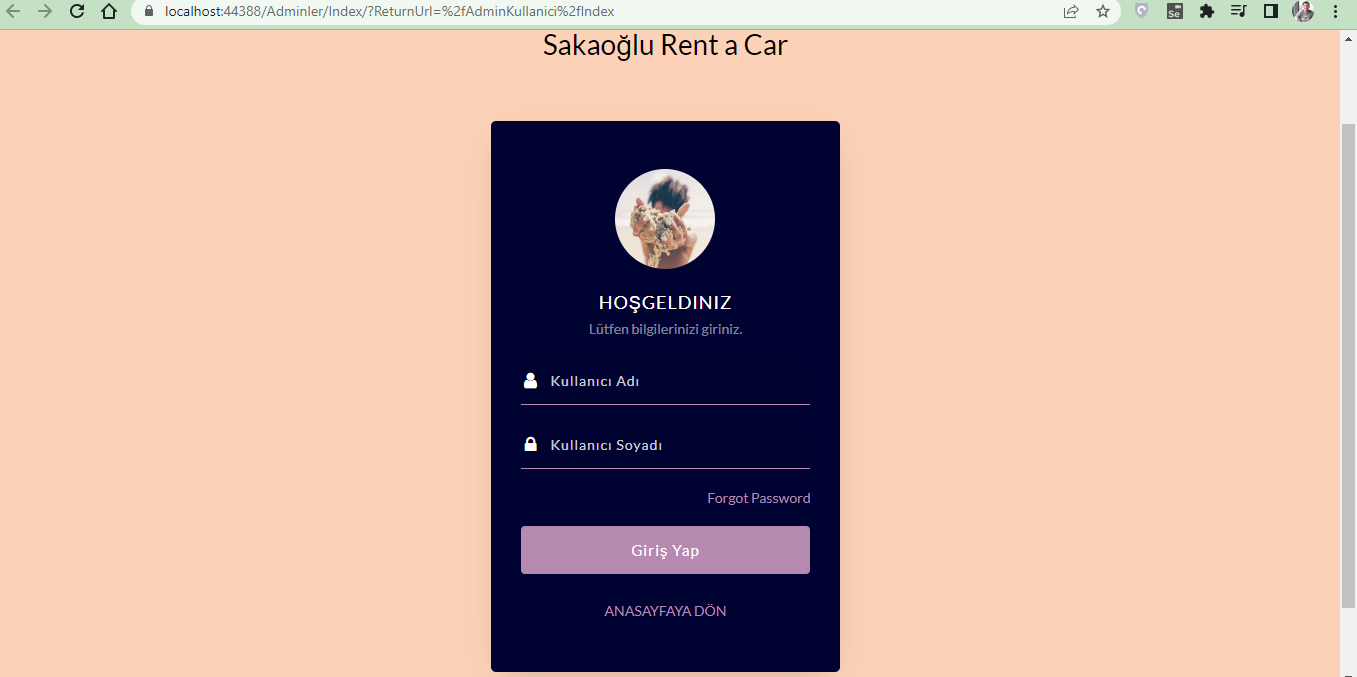 localhost:44388/Adminler/Index/?ReturnUrl=%2fAdminKullanici%2fIndex
Se
Sakaoğlu Rent a Car
HOŞGELDINIZ
Lütfen bilgilerinizi giriniz.
Kullanıcı Adı
Kullanıcı Soyadı
Forgot Password
Giriş Yap
ANASAYFAYA DÖN